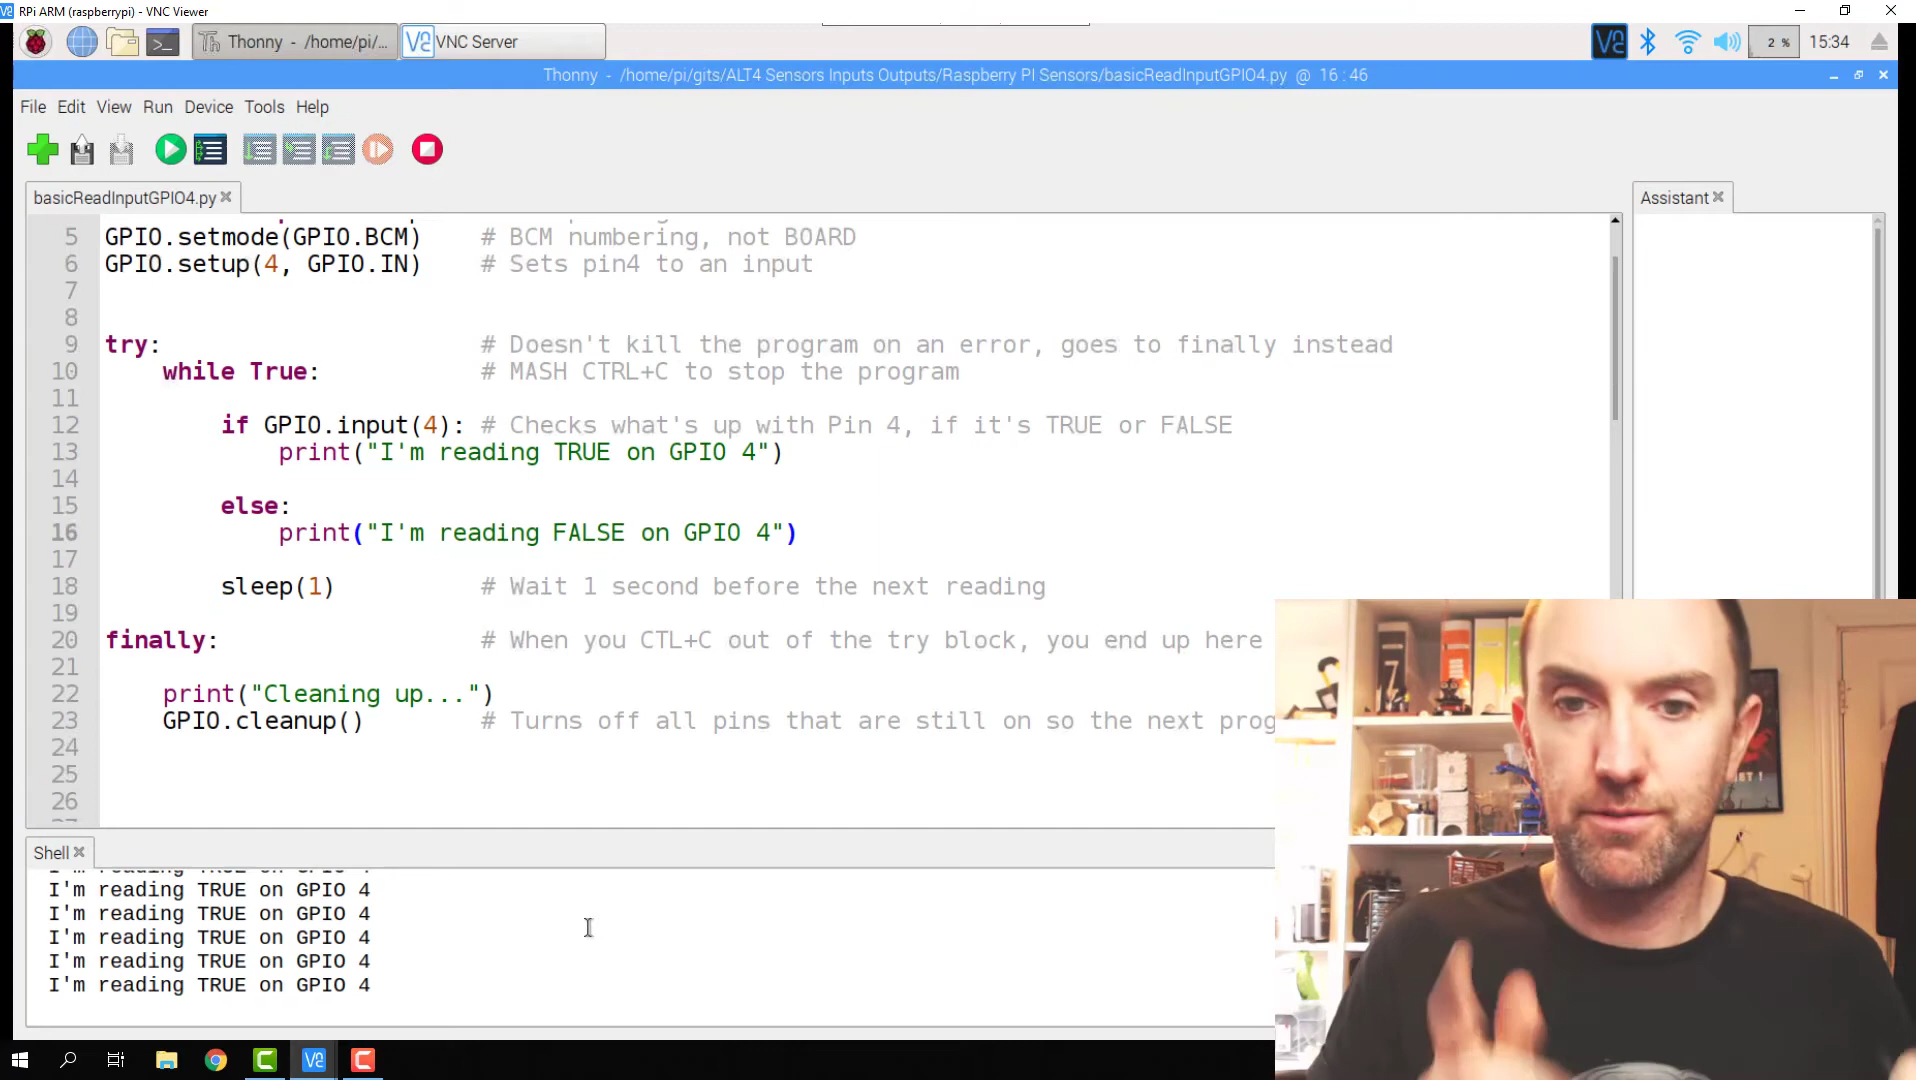 RPi ARM (raspberrypi) - VNC Viewer
Thonny - /home/pi/...
VNC Server
2 %
15:34
Thonny - /home/pi/gits/ALT4 Sensors Inputs Outputs/Raspberry PI Sensors/basicReadInputGPIO4.py @ 16 : 46
File Edit View Run Device Tools Help
basicReadInputGPIO4.py
Assistant
5 GPIO.setmode(GPIO.BCM) # BCM numbering, not BOARD
6 GPIO.setup(4, GPIO.IN) # Sets pin4 to an input
7
8
9 try: # Doesn't kill the program on an error, goes to finally instead
10 while True: # MASH CTRL+C to stop the program
11
12 if GPIO.input(4): # Checks what's up with Pin 4, if it's TRUE or FALSE
13 print("I'm reading TRUE on GPIO 4")
14
15 else:
16 print("I'm reading FALSE on GPIO 4")
17
18 sleep(1) # Wait 1 second before the next reading
19
20 finally: # When you CTL+C out of the try block, you end up here
21
22 print("Cleaning up...")
23 GPIO.cleanup() # Turns off all pins that are still on so the next prog
24
25
26
Shell
I'm reading TRUE on GPIO 4
I'm reading TRUE on GPIO 4
I'm reading TRUE on GPIO 4
I'm reading TRUE on GPIO 4
I'm reading TRUE on GPIO 4